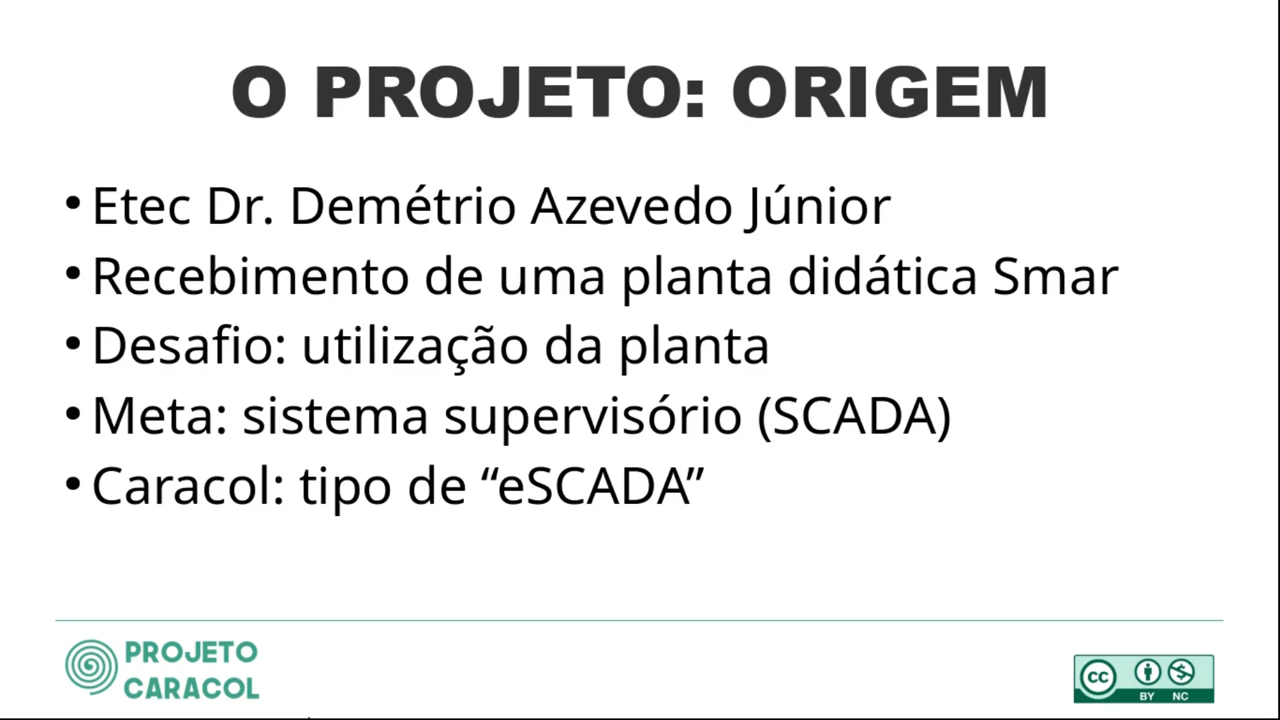 O PROJETO: ORIGEM
• Etec Dr. Demétrio Azevedo Júnior
• Recebimento de uma planta didática Smar
• Desafio: utilização da planta
• Meta: sistema supervisório (SCADA)
• Caracol: tipo de “eSCADA”
PROJETO
CARACOL
cc
BY NC